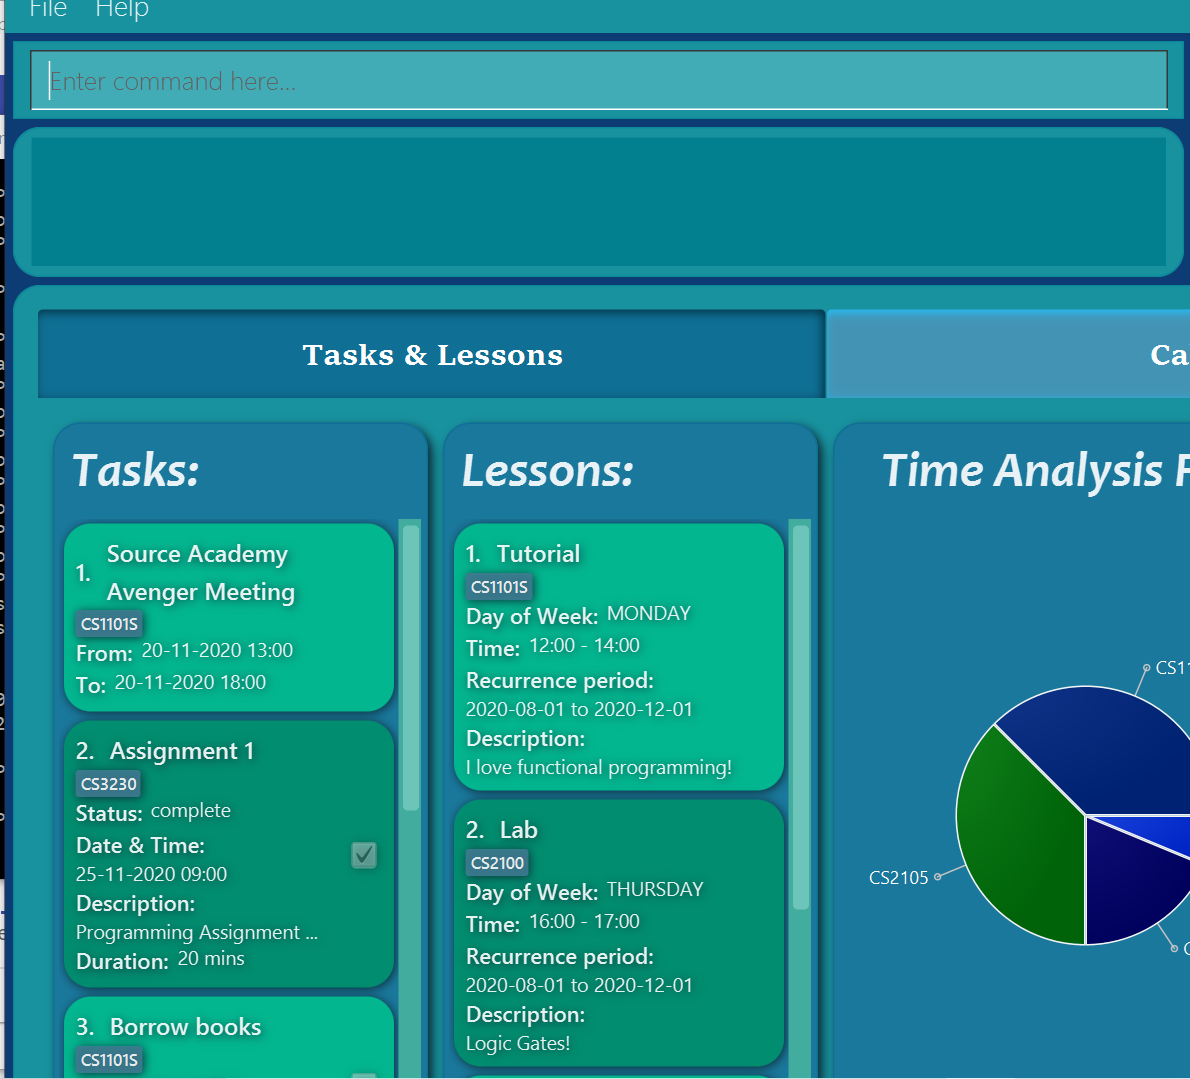 File Help
Enter command here...
Tasks & Lessons
Ca
Tasks:
1. Source Academy
Avenger Meeting
CS1101S
From: 20-11-2020 13:00
To: 20-11-2020 18:00
2. Assignment 1
CS3230
Status: complete
Date & Time:
25-11-2020 09:00
Description:
Programming Assignment ...
Duration: 20 mins
3. Borrow books
CS1101S
Lessons:
1. Tutorial
CS1101S
Day of Week: MONDAY
Time: 12:00 - 14:00
Recurrence period:
2020-08-01 to 2020-12-01
Description:
I love functional programming!
2. Lab
CS2100
Day of Week: THURSDAY
Time: 16:00 - 17:00
Recurrence period:
2020-08-01 to 2020-12-01
Description:
Logic Gates!
Time Analysis F
CS11
CS2105
C